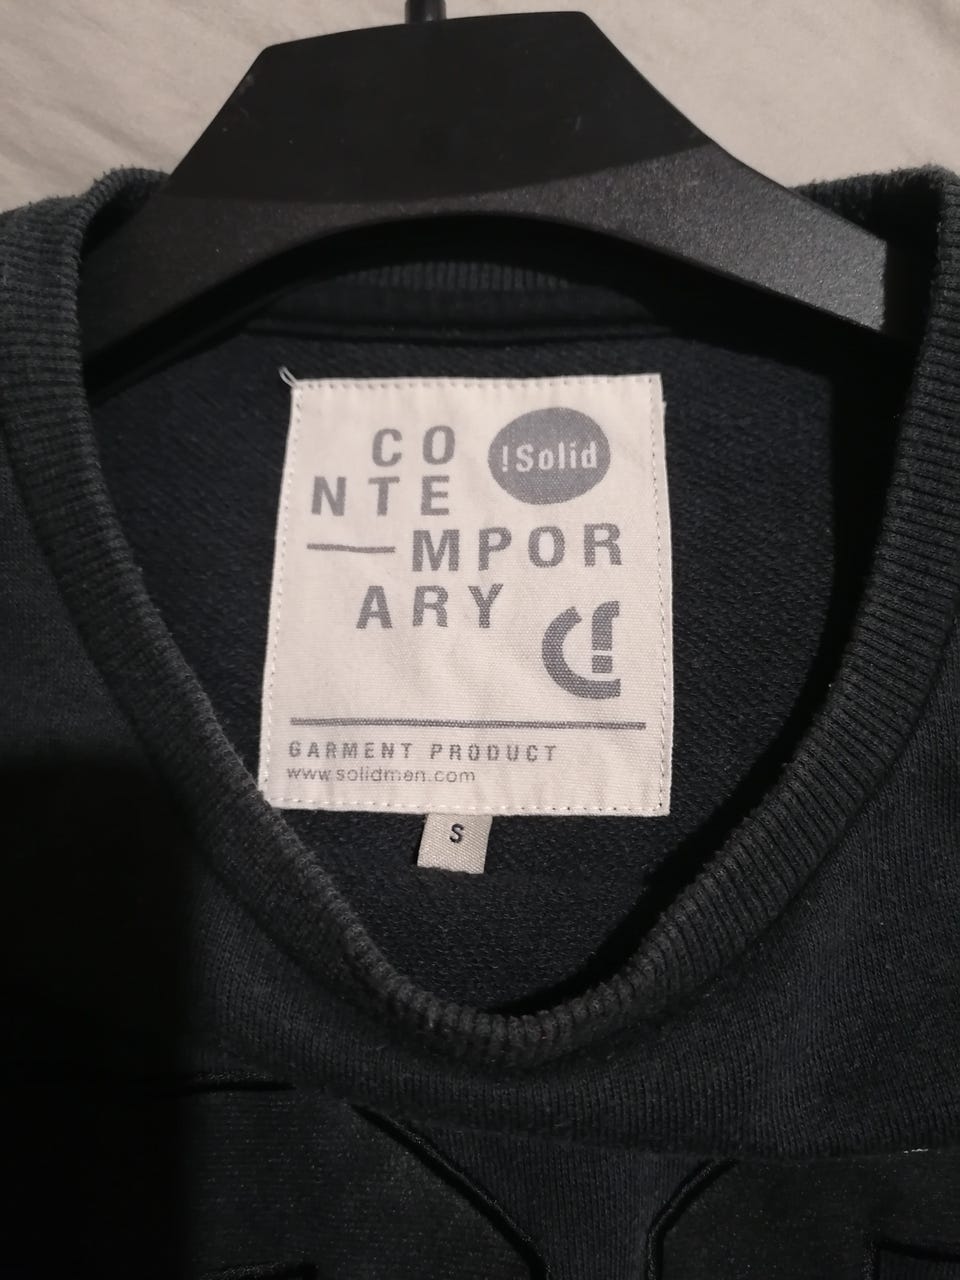 CO
!Solid
NTE
MPOR
ARY
GARMENT PRODUCT
www.solidmen.com
S